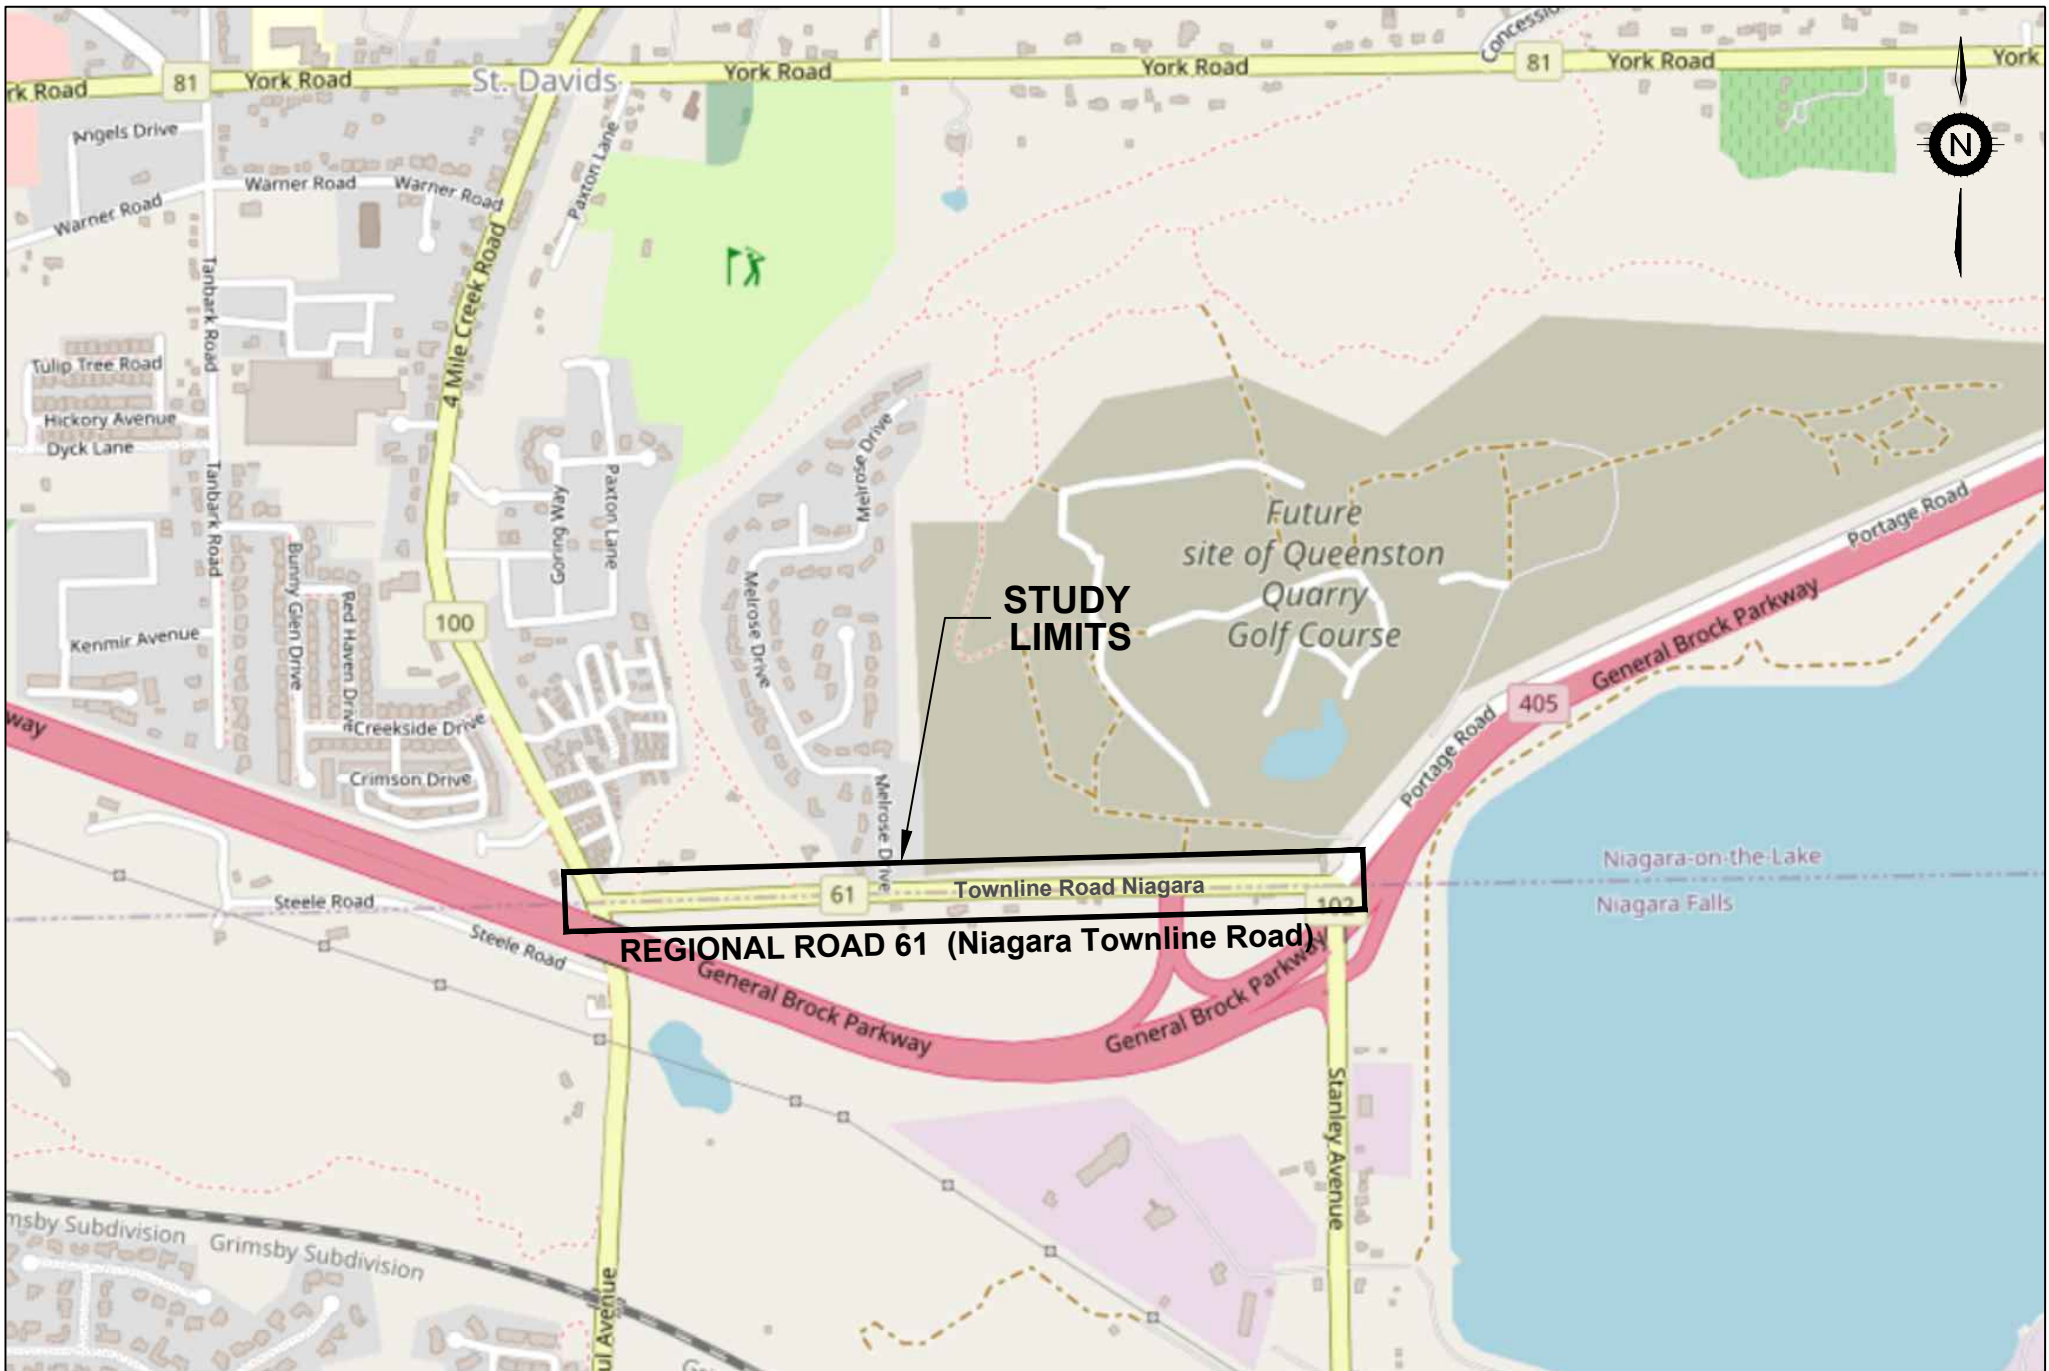 Concessio
York Road
York Road
York Road
York Road
York
81
rk Road
81
St. Davids
N
Angels Drive
Warner Road
Warner Road
Warner Road
Paxton Lane
4 Mile Creek Road
Tanbark Road
Tulip Tree Road
Hickory Avenue
Dyck Lane
Tanbark Road
Melrose Drive
Paxton Lane
Goring Way
Future
site of Queenston
Quarry
Golf Course
Portage Road
General Brock Parkway
STUDY
LIMITS
Bunny Glen Drive
Red Haven Drive
100
Kenmir Avenue
Melrose Drive
405
way
Creekside Drive
Crimson Drive
Portage Road
Melrose Drive
Niagara-on-the-Lake
Niagara Falls
61
Townline Road Niagara
102
Steele Road
Steele Road
REGIONAL ROAD 61 (Niagara Townline Road)
General Brock Parkway
General Brock Parkway
Stanley Avenue
msby Subdivision
Grimsby Subdivision
ul Avenue